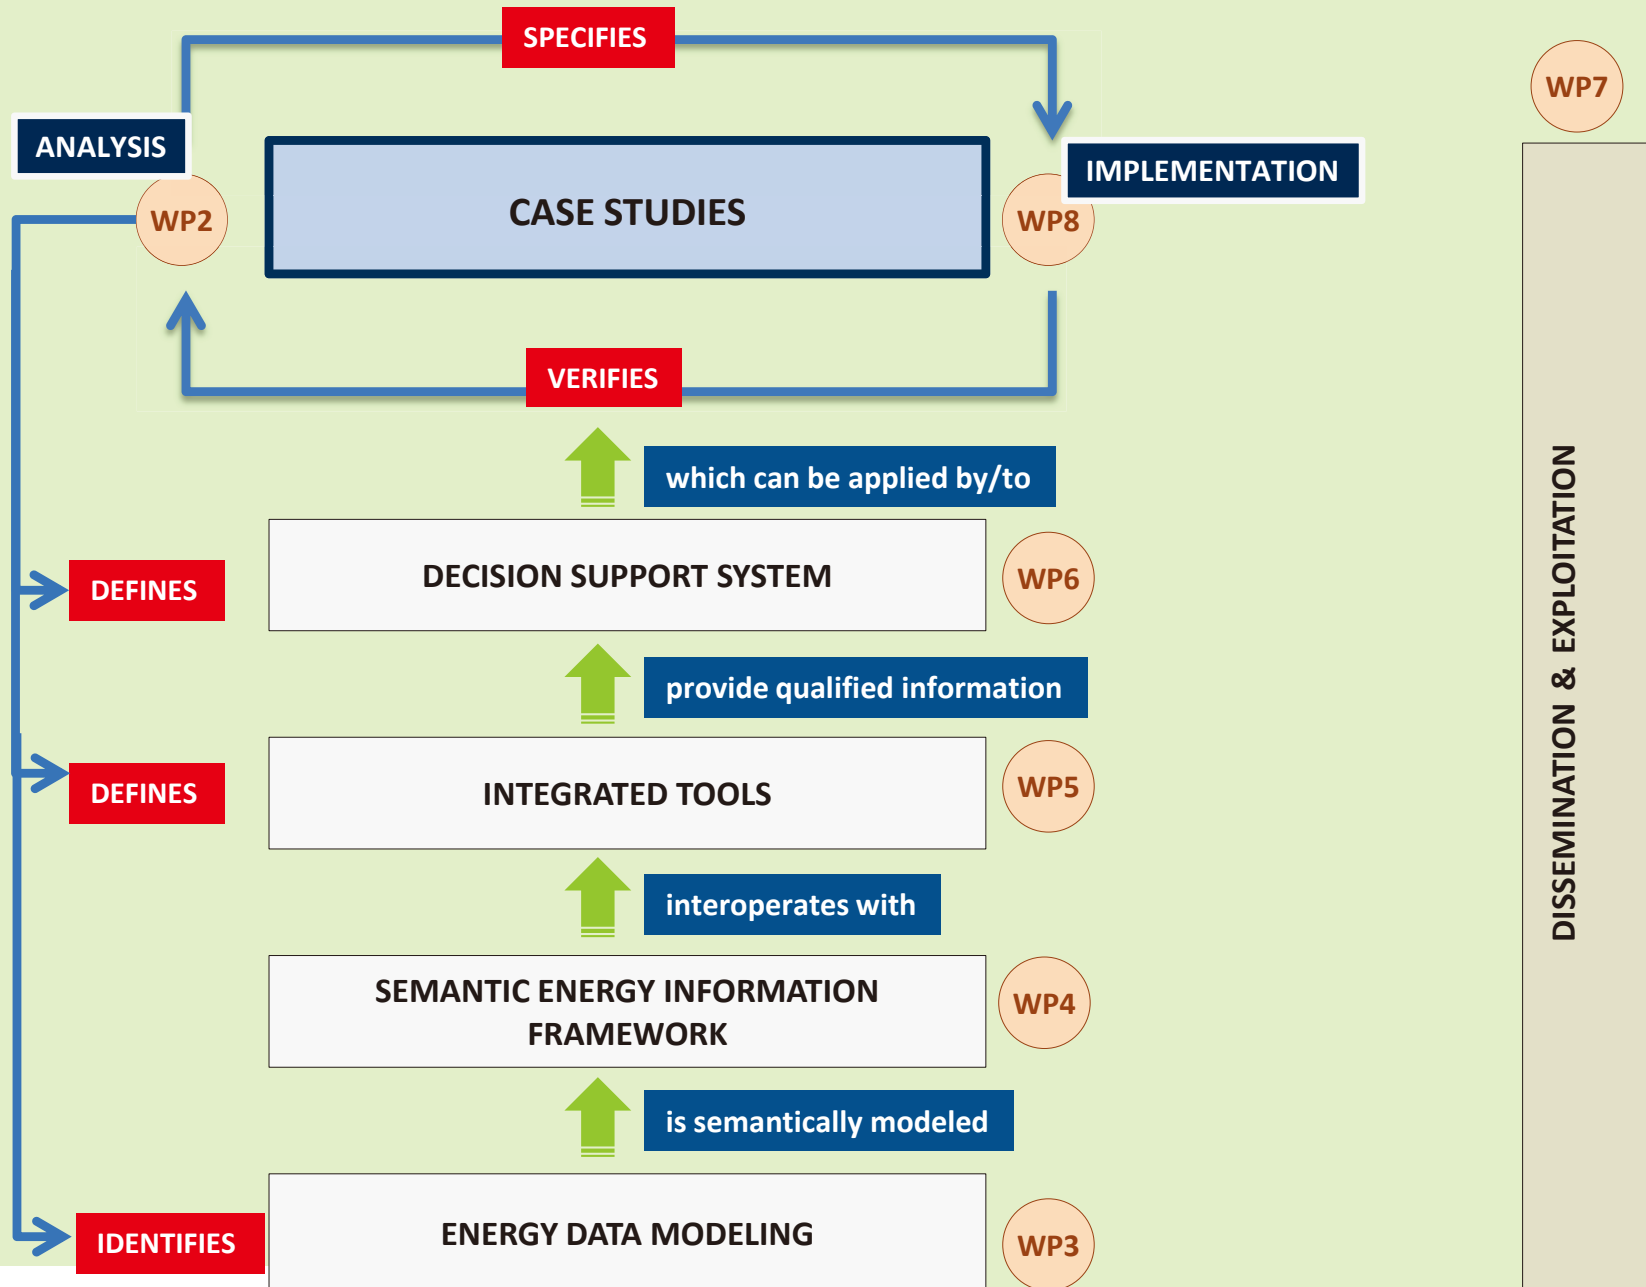 SPECIFIES
WP7
ANALYSIS
IMPLEMENTATION
WP2
CASE STUDIES
WP8
VERIFIES
which can be applied by/to
DEFINES
DECISION SUPPORT SYSTEM
WP6
provide qualified information
DEFINES
INTEGRATED TOOLS
WP5
interoperates with
SEMANTIC ENERGY INFORMATION
FRAMEWORK
WP4
is semantically modeled
IDENTIFIES
ENERGY DATA MODELING
WP3
DISSEMINATION & EXPLOITATION